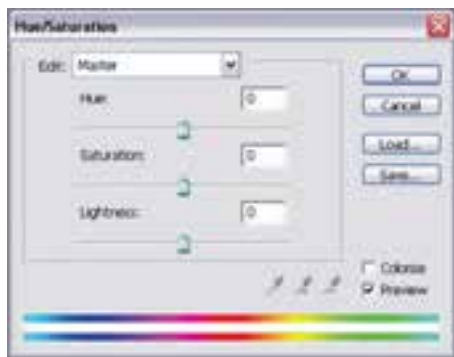 Hue/Saturation
Edit: Master
Hue: 0
Saturation: 0
Lightness: 0
OK
Cancel
Load...
Save...
Colorize
Preview